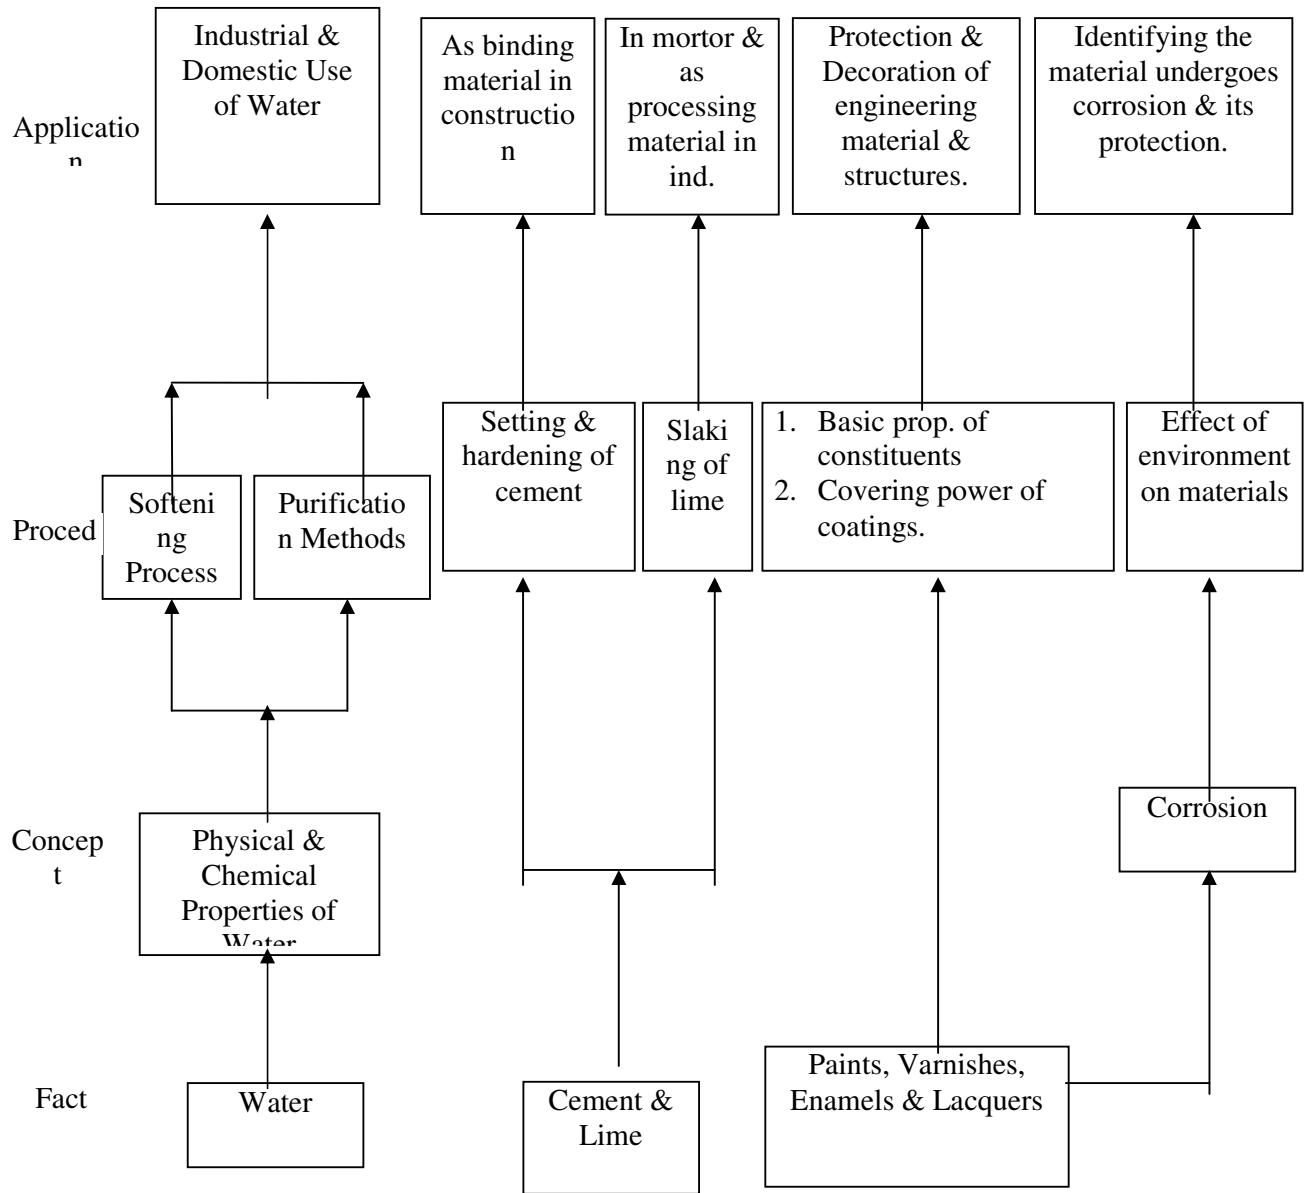 Industrial &
Domestic Use
of Water
As binding
material in
constructio
n
In mortor &
as
processing
material in
ind.
Protection &
Decoration of
engineering
material &
structures.
Identifying the
material undergoes
corrosion & its
protection.
Applicatio
n
Setting &
hardening of
cement
Slaki
ng of
lime
1. Basic prop. of
constituents
2. Covering power of
coatings.
Effect of
environment
on materials
Proced
Softeni
ng
Process
Purificatio
n Methods
Concep
t
Physical &
Chemical
Properties of
Water
Corrosion
Fact
Water
Cement &
Lime
Paints, Varnishes,
Enamels & Lacquers